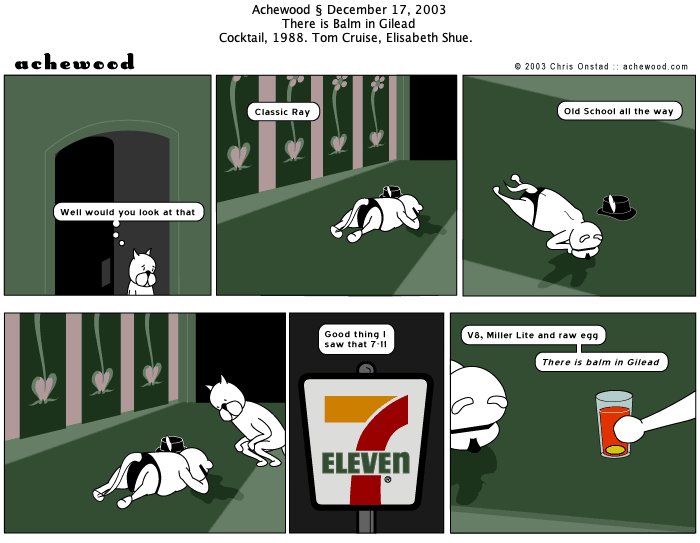 Achewood § December 17, 2003
There is Balm in Gilead
Cocktail, 1988. Tom Cruise, Elisabeth Shue.
achewood
© 2003 Chris Onstad :: achewood.com
Well would you look at that
Classic Ray
Old School all the way
Good thing I
saw that 7-11
7
ELEVEN
®
V8, Miller Lite and raw egg
There is balm in Gilead